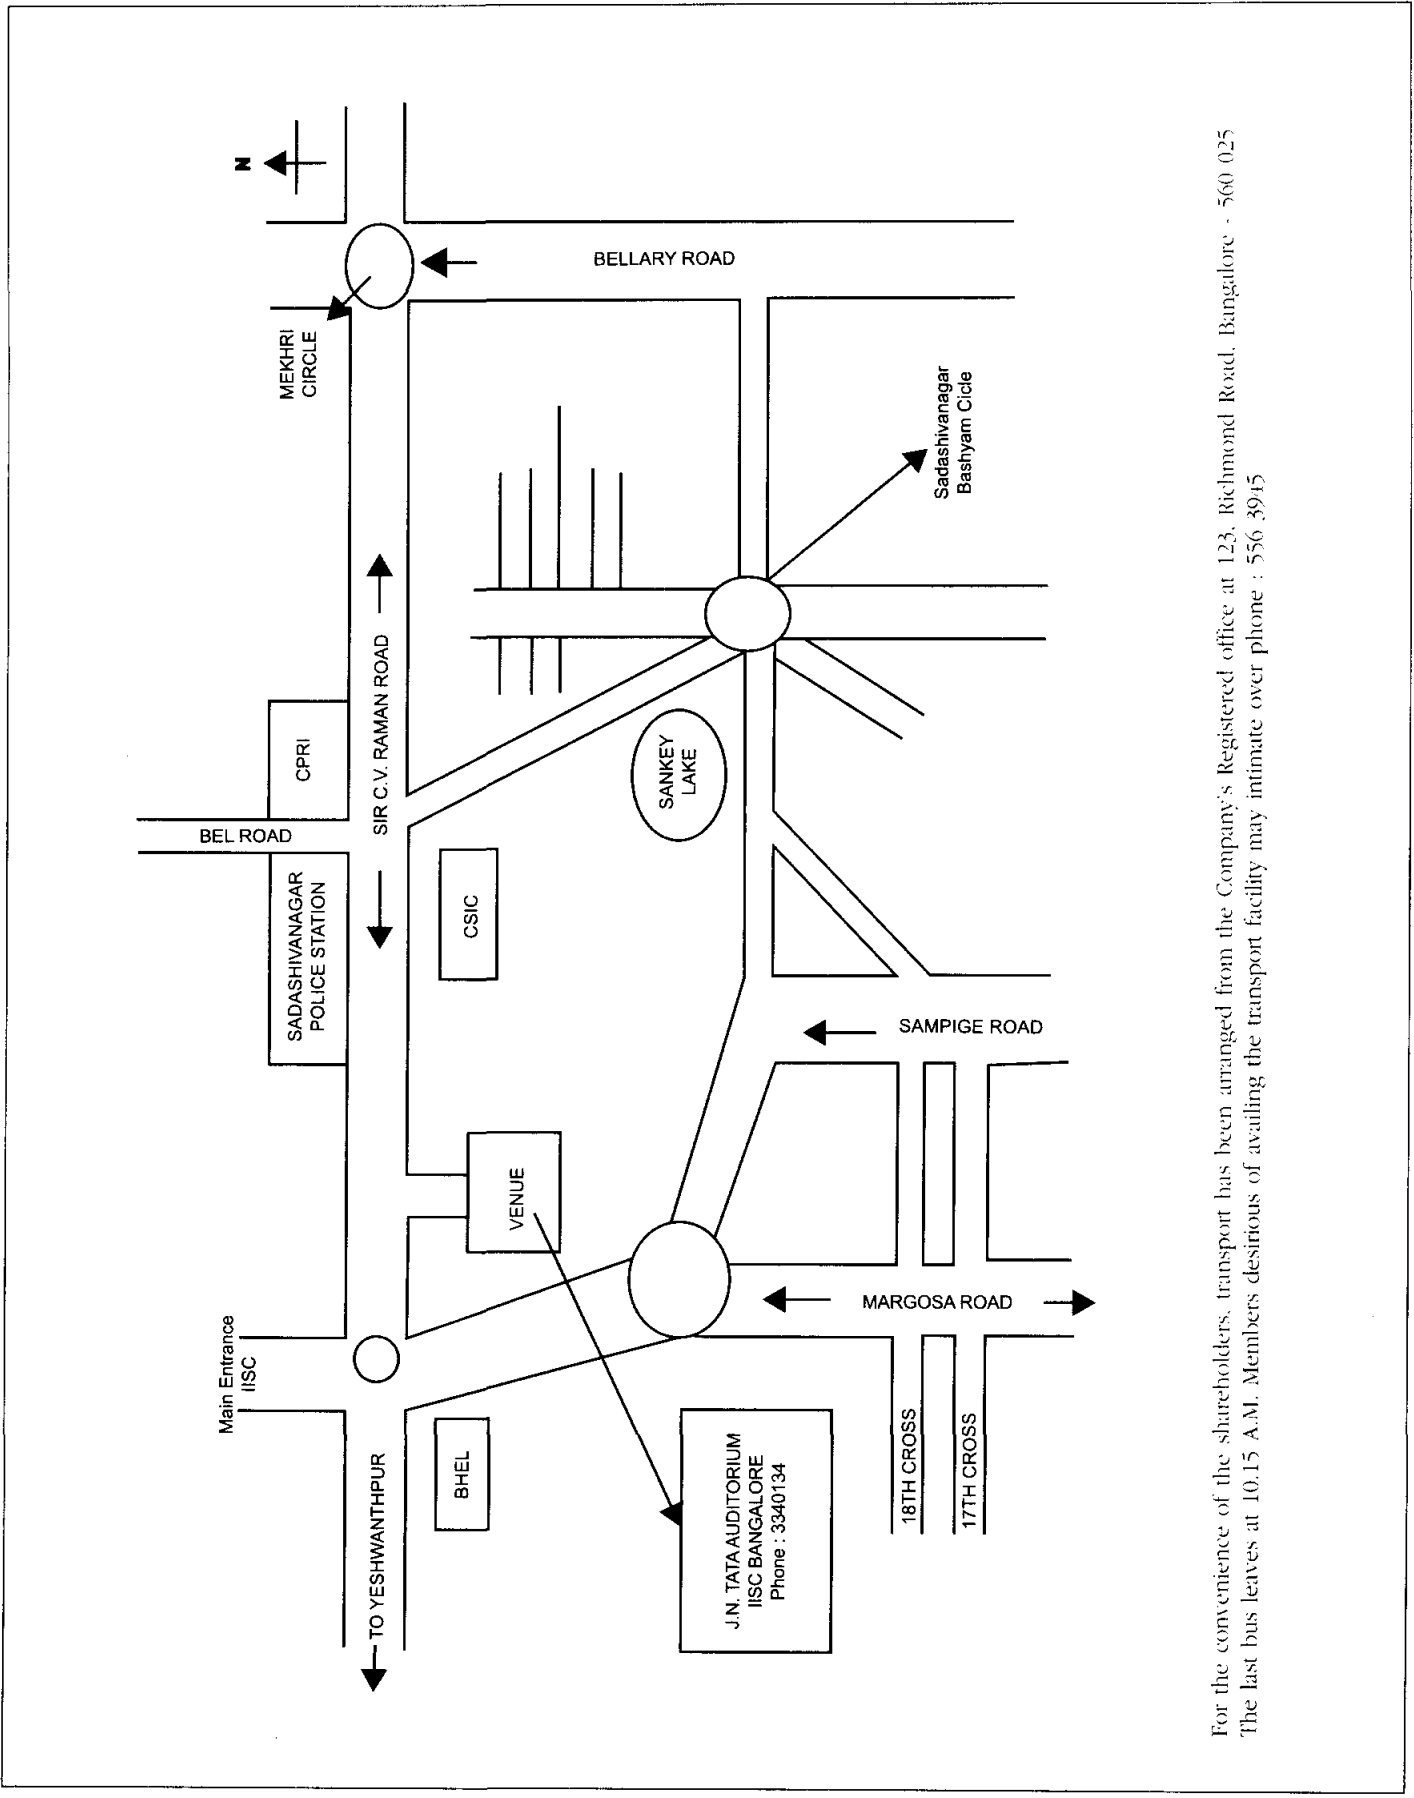 N
MEKHRI
CIRCLE
BELLARY ROAD
SIR C.V. RAMAN ROAD
CPRI
BEL ROAD
SADASHIVANAGAR
POLICE STATION
CSIC
SANKEY
LAKE
Sadashivanagar
Bashyam Cicle
SAMPIGE ROAD
VENUE
Main Entrance
IISC
MARGOSA ROAD
TO YESHWANTHPUR
BHEL
J.N. TATA AUDITORIUM
IISC BANGALORE
Phone : 3340134
18TH CROSS
17TH CROSS
For the convenience of the shareholders, transport has been arranged from the Company's Registered office at 123, Richmond Road, Bangalore - 560 025
The last bus leaves at 10.15 A.M. Members desirious of availing the transport facility may intimate over phone : 556 3945